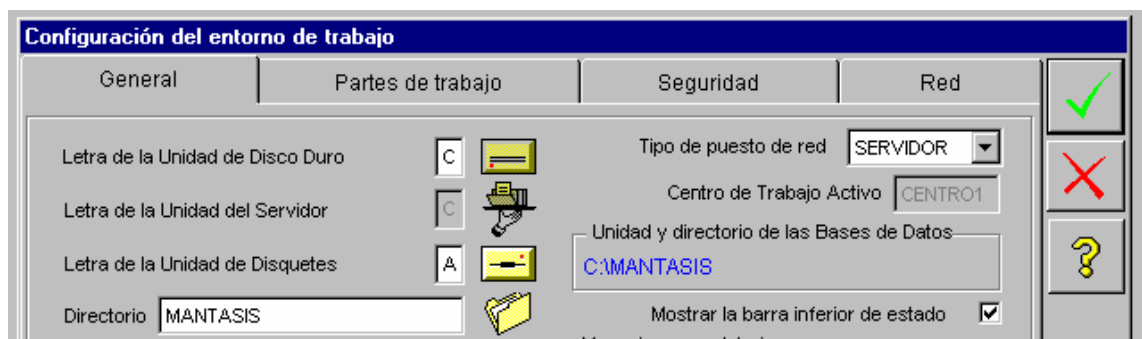 Configuración del entorno de trabajo
General
Partes de trabajo
Seguridad
Red
Letra de la Unidad de Disco Duro
C
Letra de la Unidad del Servidor
C
Letra de la Unidad de Disquetes
A
Directorio
MANTASIS
Tipo de puesto de red
SERVIDOR
Centro de Trabajo Activo
CENTRO1
Unidad y directorio de las Bases de Datos
C:\MANTASIS
Mostrar la barra inferior de estado